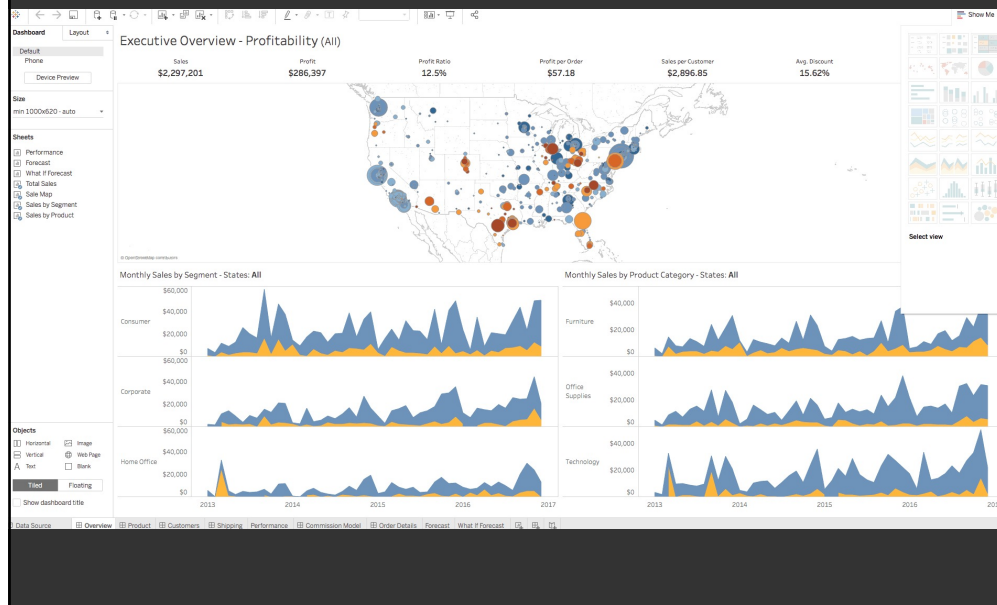 Show Me
Dashboard Layout
Default
Phone
Device Preview
Size
min 1000x620 - auto
Sheets
Performance
Forecast
What If Forecast
Total Sales
Sale Map
Sales by Segment
Sales by Product
Objects
Horizontal Image
Vertical Web Page
Text Blank
Tiled Floating
Show dashboard title
Executive Overview - Profitability (All)
Sales Profit Profit Ratio Profit per Order Sales per Customer Avg. Discount
$2,297,201 $286,397 12.5% $57.18 $2,896.85 15.62%
© OpenStreetMap contributors
Select view
Monthly Sales by Segment - States: All
Consumer
$60,000
$40,000
$20,000
$0
Corporate
$60,000
$40,000
$20,000
$0
Home Office
$60,000
$40,000
$20,000
$0
2013 2014 2015 2016 2017
Monthly Sales by Product Category - States: All
Furniture
$40,000
$20,000
$0
Office
Supplies
$40,000
$20,000
$0
Technology
$40,000
$20,000
$0
2013 2014 2015 2016
Data Source Overview Product Customers Shipping Performance Commission Model Order Details Forecast What If Forecast